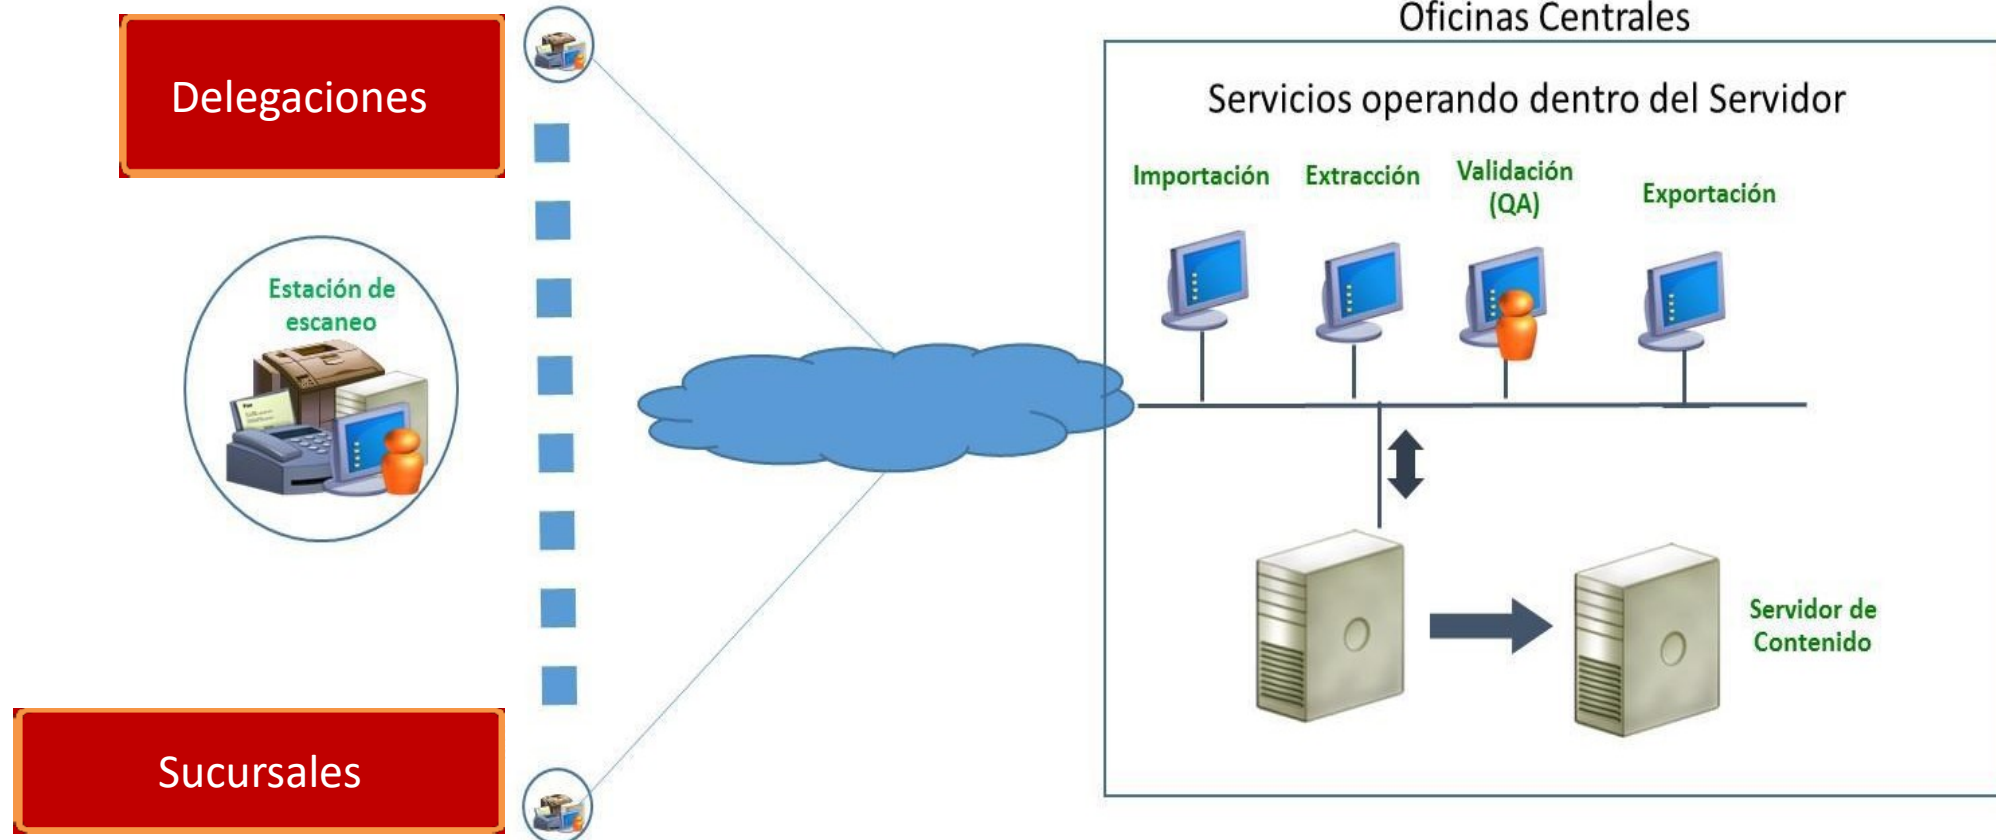 Oficinas Centrales
Delegaciones
Servicios operando dentro del Servidor
Importación
Extracción
Validación
(QA)
Exportación
Estación de
escaneo
Servidor de
Contenido
Sucursales